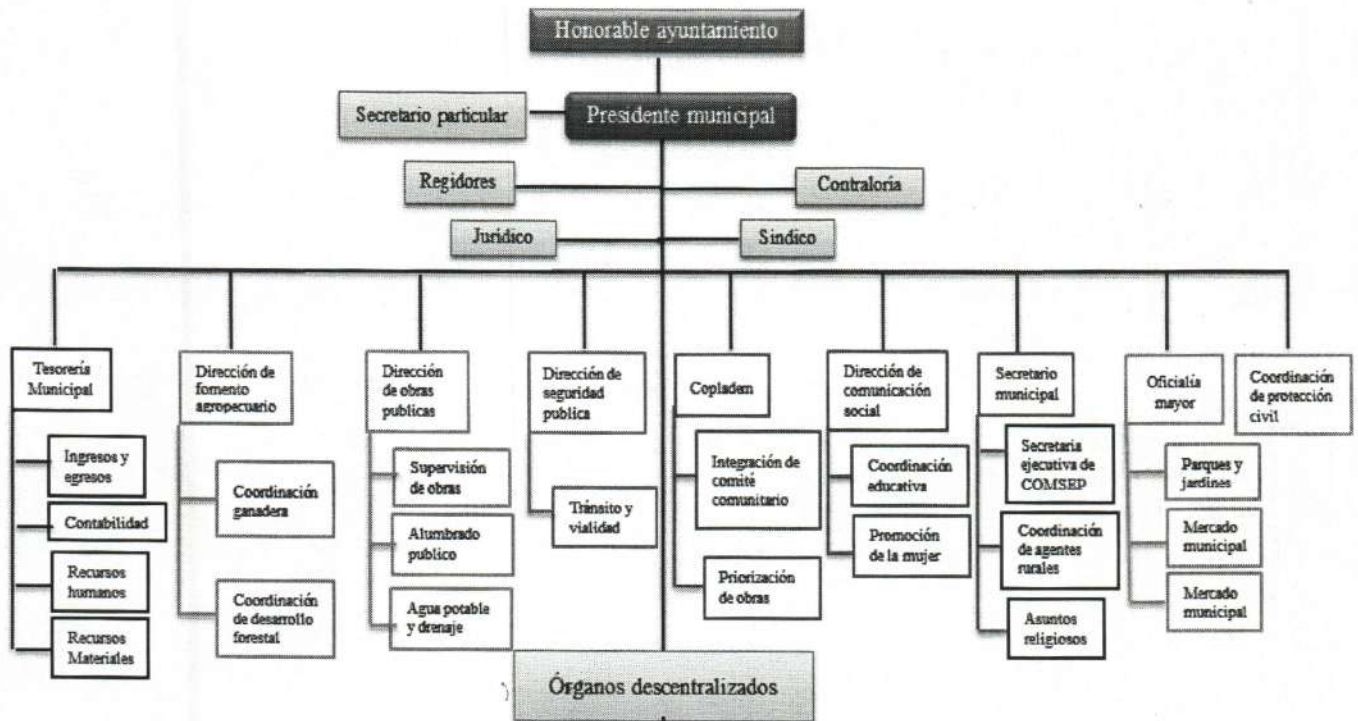 Honorable ayuntamiento
Secretario particular
Presidente municipal
Regidores
Contraloría
Jurídico
Sindico
Tesorería
Municipal
Ingresos y
egresos
Contabilidad
Recursos
humanos
Recursos
Materiales
Dirección de
fomento
agropecuario
Coordinación
ganadera
Coordinación
de desarrollo
forestal
Dirección
de obras
publicas
Supervisión
de obras
Alumbrado
publico
Agua potable
y drenaje
Dirección de
seguridad
publica
Tránsito y
vialidad
Copladem
Integración de
comité
comunitario
Priorización
de obras
Dirección de
comunicación
social
Coordinación
educativa
Promoción
de la mujer
Secretario
municipal
Secretaria
ejecutiva de
COMSEP
Coordinación
de agentes
rurales
Asuntos
religiosos
Oficialía
mayor
Parques y
jardines
Mercado
municipal
Mercado
municipal
Coordinación
de protección
civil
Órganos descentralizados